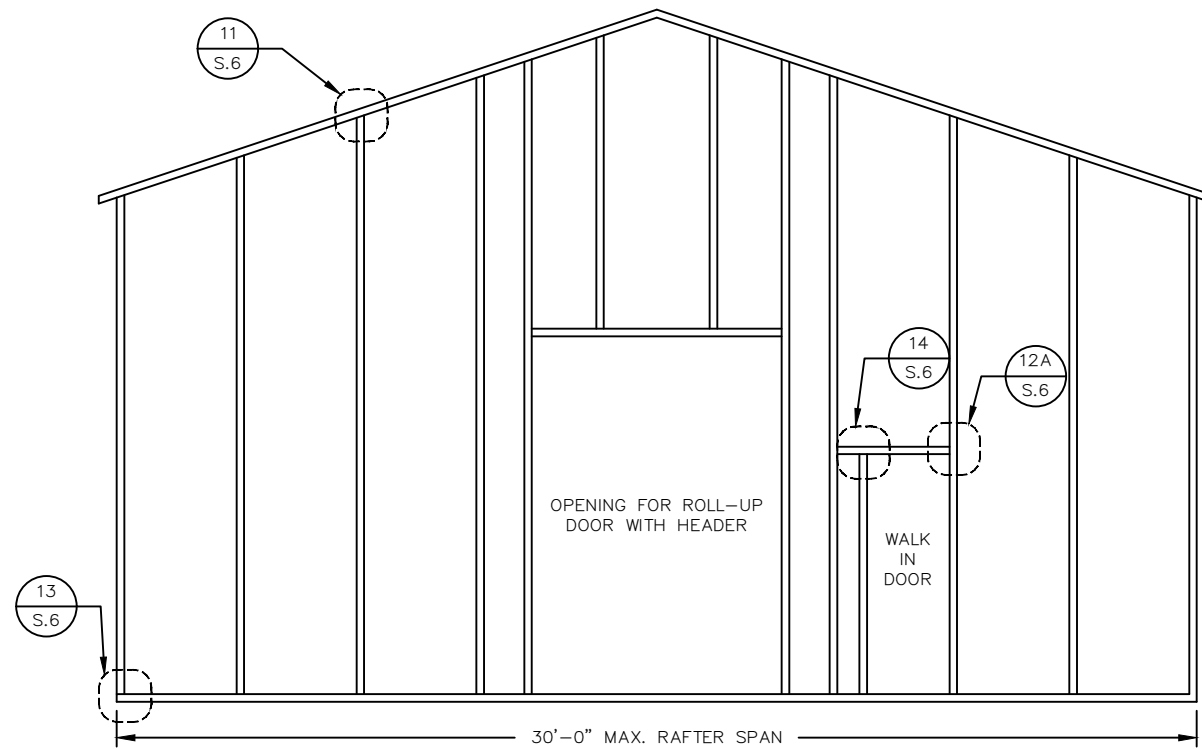 11
S.6
14
S.6
12A
S.6
OPENING FOR ROLL-UP
DOOR WITH HEADER
WALK
IN
DOOR
13
S.6
30'-0" MAX. RAFTER SPAN